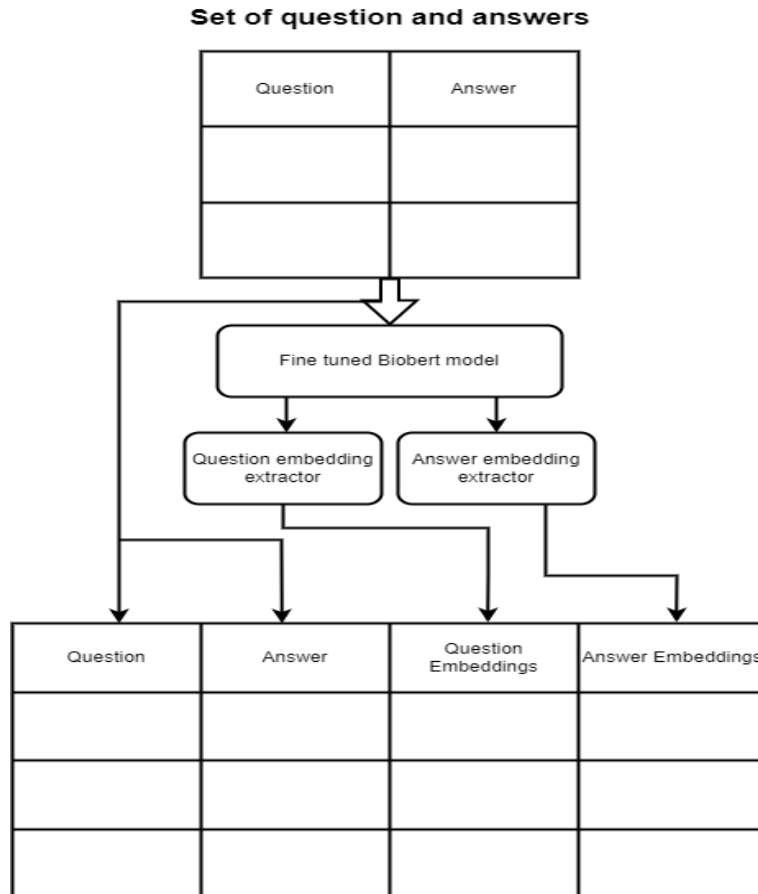 Set of question and answers
Question
Answer
Fine tuned Biobert model
Question embedding
extractor
Answer embedding
extractor
Question
Answer
Question
Embeddings
Answer Embeddings